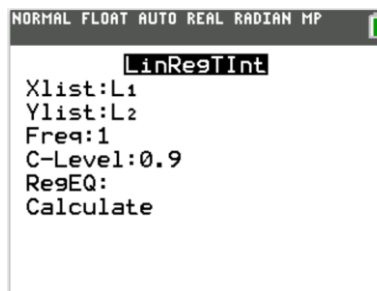 NORMAL FLOAT AUTO REAL RADIAN MP
LinRegTInt
Xlist:L₁
Ylist:L₂
Freq:1
C-Level:0.9
RegEQ:
Calculate